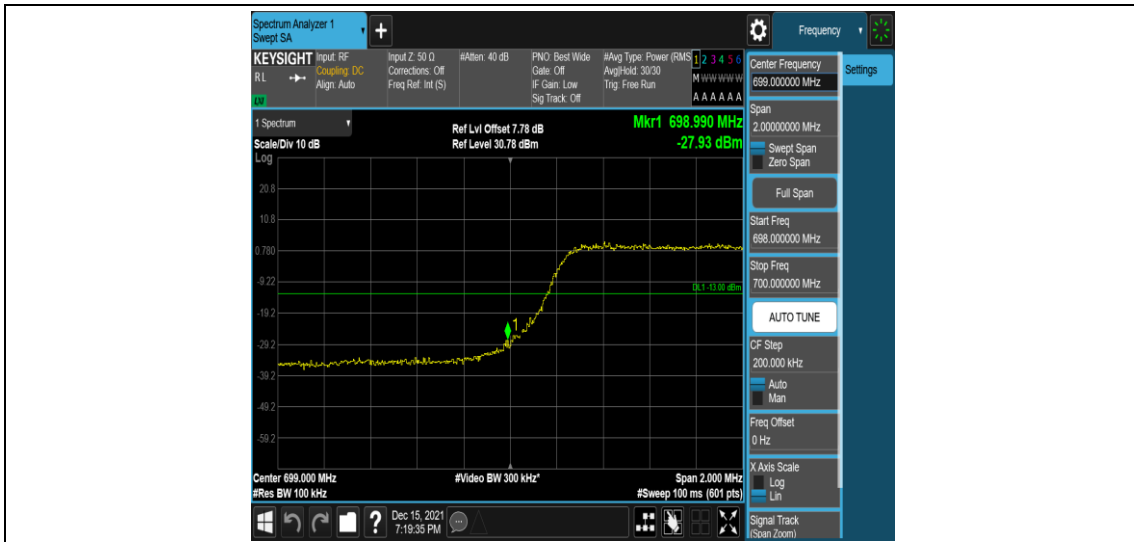 Spectrum Analyzer 1
Swept SA
+
Frequency
KEYSIGHT
RL
LXI
Input: RF
Coupling: DC
Align: Auto
Input Z: 50 Ω
Corrections: Off
Freq Ref: Int (S)
#Atten: 40 dB
PNO: Best Wide
Gate: Off
IF Gain: Low
Sig Track: Off
#Avg Type: Power (RMS
Avg|Hold: 30/30
Trig: Free Run
1 2 3 4 5 6
M W W W W W
A A A A A A
1 Spectrum
Scale/Div 10 dB
Log
Ref Lvl Offset 7.78 dB
Ref Level 30.78 dBm
Mkr1 698.990 MHz
-27.93 dBm
20.8
10.8
0.780
-9.22
-19.2
-29.2
-39.2
-49.2
-59.2
DL1 -13.00 dBm
1
Center 699.000 MHz
#Res BW 100 kHz
#Video BW 300 kHz*
Span 2.000 MHz
#Sweep 100 ms (601 pts)
Center Frequency
699.000000 MHz
Settings
Span
2.00000000 MHz
Swept Span
Zero Span
Full Span
Start Freq
698.000000 MHz
Stop Freq
700.000000 MHz
AUTO TUNE
CF Step
200.000 kHz
Auto
Man
Freq Offset
0 Hz
X Axis Scale
Log
Lin
Signal Track
(Span Zoom)
?
Dec 15, 2021
7:19:35 PM